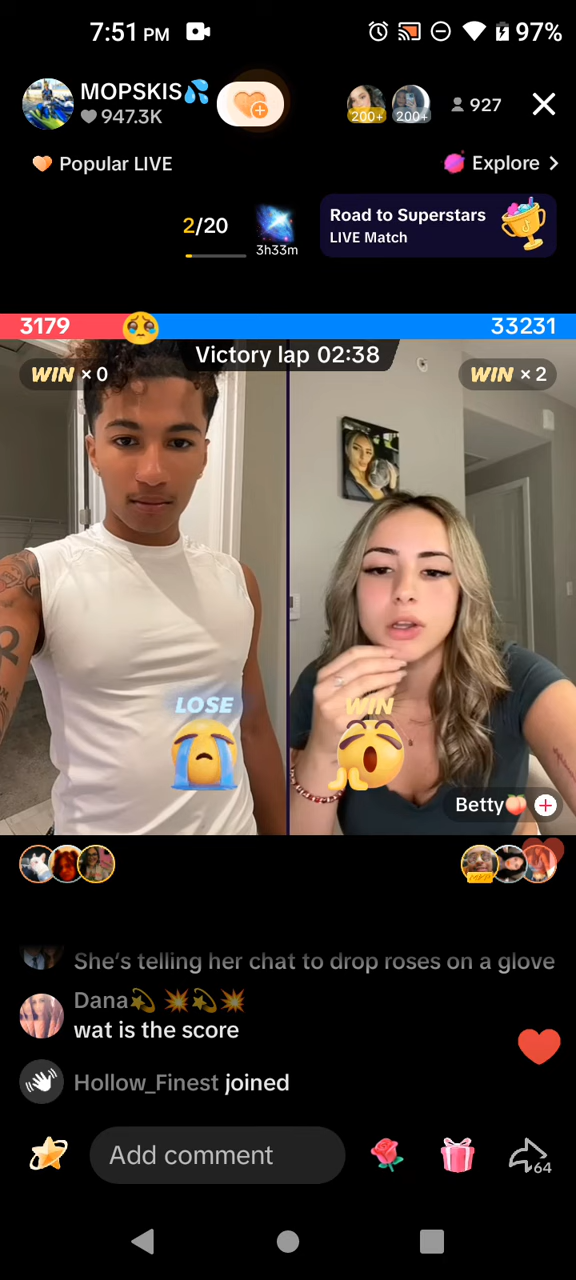 7:51 PM
97%
MOPSKIS💦
947.3K
200+
200+
927
Popular LIVE
Explore >
2/20
3h33m
Road to Superstars
LIVE Match
3179
33231
Victory lap 02:38
WIN × 0
WIN × 2
LOSE
WIN
Betty🍑
She's telling her chat to drop roses on a glove
Dana💫 💥💫💥
wat is the score
Hollow_Finest joined
Add comment
64